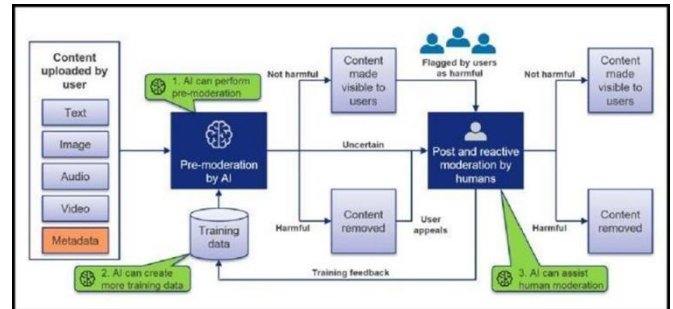 Content
uploaded by
user
Text
Image
Audio
Video
Metadata
1. AI can perform
pre-moderation
Pre-moderation
by AI
Training
data
2. AI can create
more training data
Not harmful
Content
made
visible to
users
Uncertain
Harmful
Content
removed
User
appeals
Training feedback
Flagged by users
as harmful
Post and reactive
moderation by
humans
3. AI can assist
human moderation
Not harmful
Content
made
visible to
users
Harmful
Content
removed